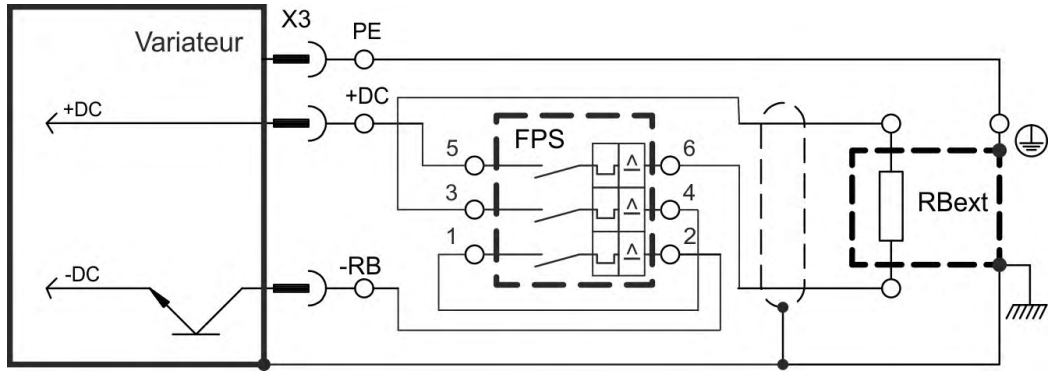 X3
PE
Variateur
+DC
+DC
FPS
5
6
3
4
1
2
RBext
-DC
-RB